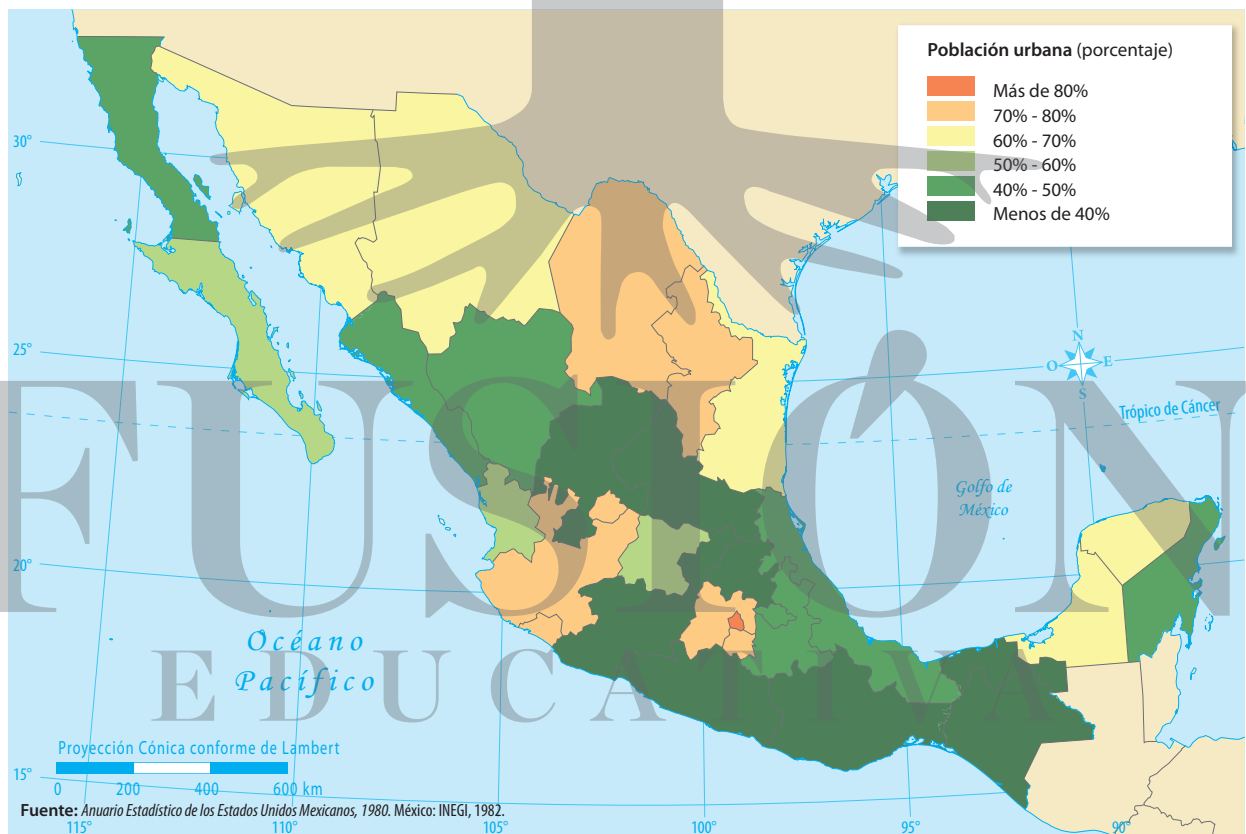 Población urbana (porcentaje)
Más de 80%
70% - 80%
60% - 70%
50% - 60%
40% - 50%
Menos de 40%
30°
25°
20°
15°
N
O
E
S
Trópico de Cáncer
Golfo de
México
FUSIÓN
EDUCATIVA
Océano
Pacífico
Proyección Cónica conforme de Lambert
0 200 400 600 km
Fuente: Anuario Estadístico de los Estados Unidos Mexicanos, 1980. México: INEGI, 1982.
115° 110° 105° 100° 95° 90°